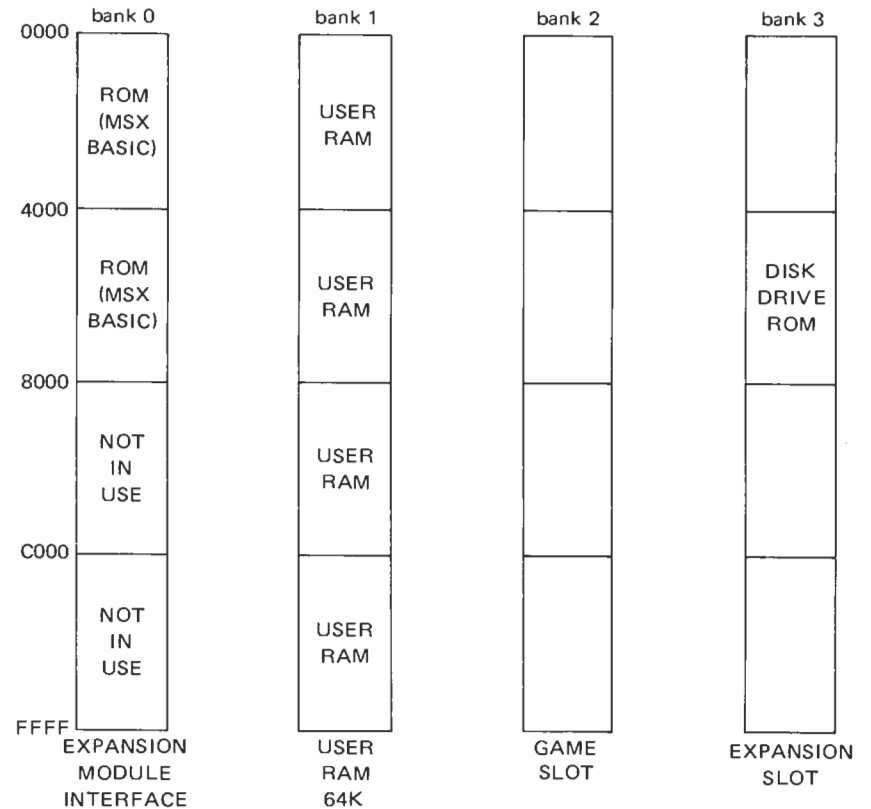 bank 0
bank 1
bank 2
bank 3
0000
ROM
(MSX
BASIC)
USER
RAM
4000
ROM
(MSX
BASIC)
USER
RAM
DISK
DRIVE
ROM
8000
NOT
IN
USE
USER
RAM
C000
NOT
IN
USE
USER
RAM
FFFF
EXPANSION
MODULE
INTERFACE
USER
RAM
64K
GAME
SLOT
EXPANSION
SLOT